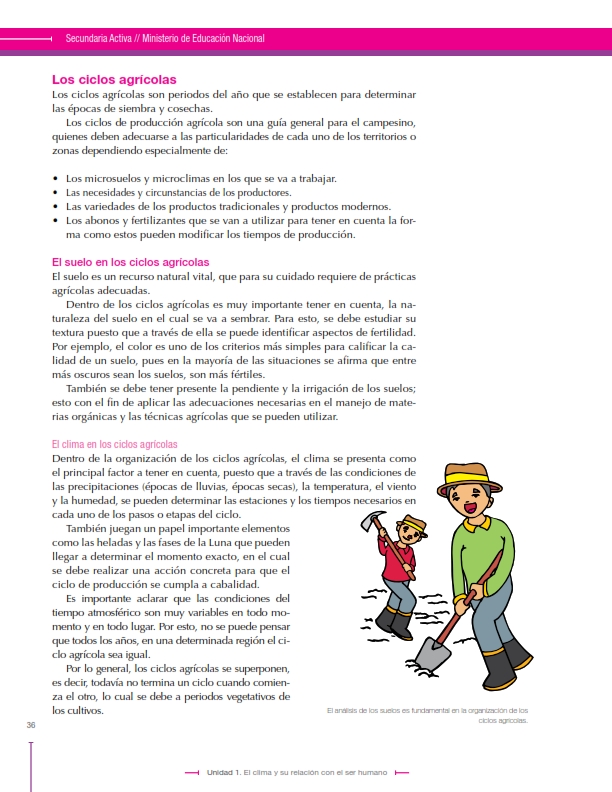 Secundaria Activa // Ministerio de Educación Nacional
Los ciclos agrícolas
Los ciclos agrícolas son periodos del año que se establecen para determinar
las épocas de siembra y cosechas.
Los ciclos de producción agrícola son una guía general para el campesino,
quienes deben adecuarse a las particularidades de cada uno de los territorios o
zonas dependiendo especialmente de:
• Los microsuelos y microclimas en los que se va a trabajar.
• Las necesidades y circunstancias de los productores.
• Las variedades de los productos tradicionales y productos modernos.
• Los abonos y fertilizantes que se van a utilizar para tener en cuenta la for-
ma como estos pueden modificar los tiempos de producción.
El suelo en los ciclos agrícolas
El suelo es un recurso natural vital, que para su cuidado requiere de prácticas
agrícolas adecuadas.
Dentro de los ciclos agrícolas es muy importante tener en cuenta, la na-
turaleza del suelo en el cual se va a sembrar. Para esto, se debe estudiar su
textura puesto que a través de ella se puede identificar aspectos de fertilidad.
Por ejemplo, el color es uno de los criterios más simples para calificar la ca-
lidad de un suelo, pues en la mayoría de las situaciones se afirma que entre
más oscuros sean los suelos, son más fértiles.
También se debe tener presente la pendiente y la irrigación de los suelos;
esto con el fin de aplicar las adecuaciones necesarias en el manejo de mate-
rias orgánicas y las técnicas agrícolas que se pueden utilizar.
El clima en los ciclos agrícolas
Dentro de la organización de los ciclos agrícolas, el clima se presenta como
el principal factor a tener en cuenta, puesto que a través de las condiciones de
las precipitaciones (épocas de lluvias, épocas secas), la temperatura, el viento
y la humedad, se pueden determinar las estaciones y los tiempos necesarios en
cada uno de los pasos o etapas del ciclo.
También juegan un papel importante elementos
como las heladas y las fases de la Luna que pueden
llegar a determinar el momento exacto, en el cual
se debe realizar una acción concreta para que el
ciclo de producción se cumpla a cabalidad.
Es importante aclarar que las condiciones del
tiempo atmosférico son muy variables en todo mo-
mento y en todo lugar. Por esto, no se puede pensar
que todos los años, en una determinada región el ci-
clo agrícola sea igual.
Por lo general, los ciclos agrícolas se superponen,
es decir, todavía no termina un ciclo cuando comien-
za el otro, lo cual se debe a periodos vegetativos de
los cultivos.
El análisis de los suelos es fundamental en la organización de los
ciclos agrícolas.
36
Unidad 1. El clima y su relación con el ser humano